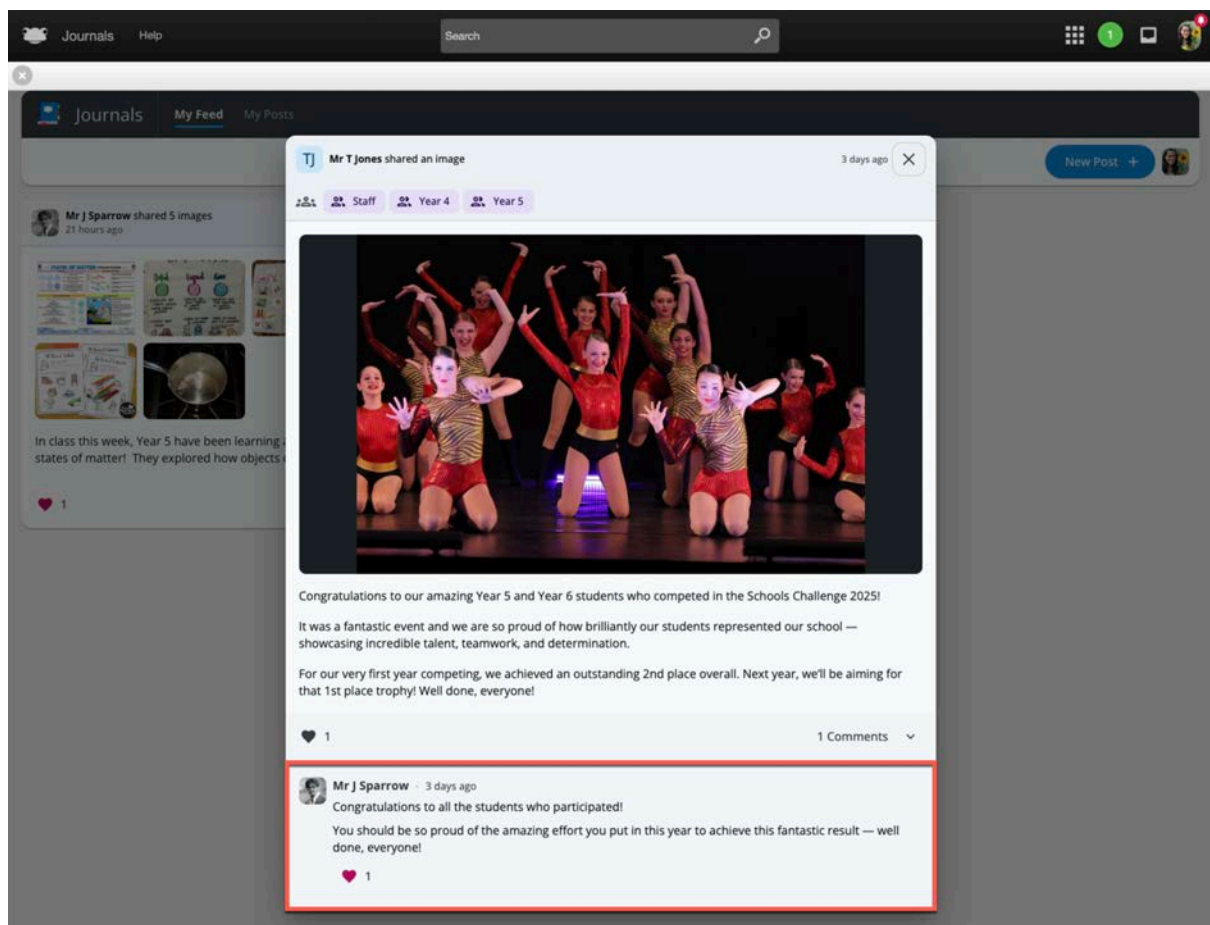 Journals Help Search 1
Journals My Feed My Posts
New Post +
TJ Mr T Jones shared an image 3 days ago
Staff Year 4 Year 5
Mr J Sparrow shared 5 images
21 hours ago
In class this week, Year 5 have been learning
states of matter! They explored how objects
1
Congratulations to our amazing Year 5 and Year 6 students who competed in the Schools Challenge 2025!
It was a fantastic event and we are so proud of how brilliantly our students represented our school —
showcasing incredible talent, teamwork, and determination.
For our very first year competing, we achieved an outstanding 2nd place overall. Next year, we'll be aiming for
that 1st place trophy! Well done, everyone!
1 1 Comments
Mr J Sparrow · 3 days ago
Congratulations to all the students who participated!
You should be so proud of the amazing effort you put in this year to achieve this fantastic result — well
done, everyone!
1